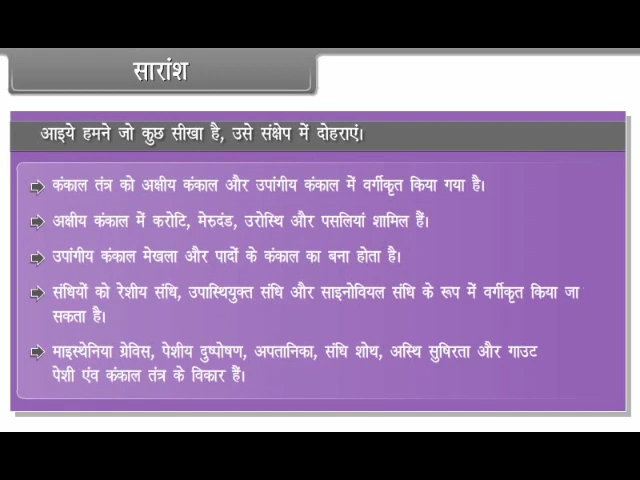 सारांश
आइये हमने जो कुछ सीखा है, उसे संक्षेप में दोहराएं।
कंकाल तंत्र को अक्षीय कंकाल और उपांगीय कंकाल में वर्गीकृत किया गया है।
अक्षीय कंकाल में करोटि, मेरुदंड, उरोस्थि और पसलियां शामिल हैं।
उपांगीय कंकाल मेखला और पादों के कंकाल का बना होता है।
संधियों को रेशीय संधि, उपास्थियुक्त संधि और साइनोवियल संधि के रूप में वर्गीकृत किया जा
सकता है।
माइस्थेनिया ग्रेविस, पेशीय दुष्पोषण, अपतानिका, संधि शोथ, अस्थि सुषिरता और गाउट
पेशी एंव कंकाल तंत्र के विकार हैं।